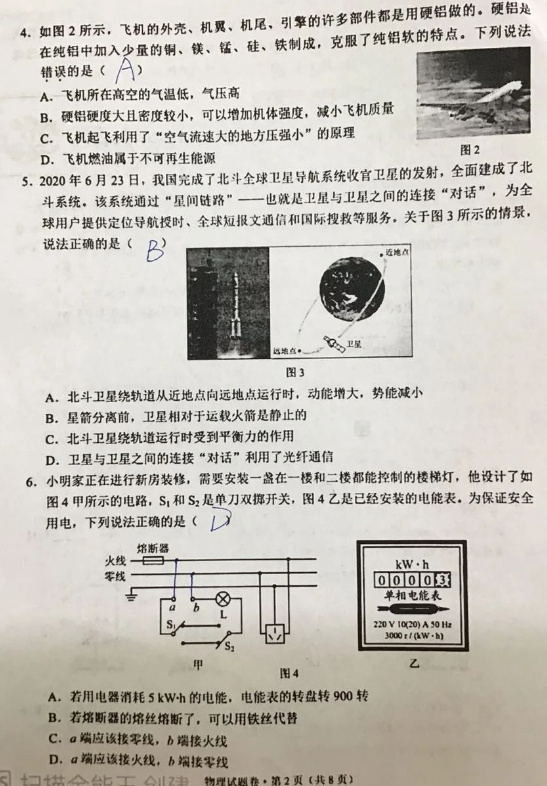 4. 如图 2 所示，飞机的外壳、机翼、机尾、引擎的许多部件都是用硬铝做的。硬铝是
在纯铝中加入少量的铜、镁、锰、硅、铁制成，克服了纯铝软的特点。下列说法
错误的是（ A ）
A．飞机所在高空的气温低，气压高
B．硬铝硬度大且密度较小，可以增加机体强度，减小飞机质量
C．飞机起飞利用了“空气流速大的地方压强小”的原理
D．飞机燃油属于不可再生能源
图 2
5. 2020 年 6 月 23 日，我国完成了北斗全球卫星导航系统收官卫星的发射，全面建成了北
斗系统。该系统通过“星间链路”——也就是卫星与卫星之间的连接“对话”，为全
球用户提供定位导航授时、全球短报文通信和国际搜救等服务。关于图 3 所示的情景，
说法正确的是（ B ）
近地点
远地点
卫星
图 3
A．北斗卫星绕轨道从近地点向远地点运行时，动能增大，势能减小
B．星箭分离前，卫星相对于运载火箭是静止的
C．北斗卫星绕轨道运行时受到平衡力的作用
D．卫星与卫星之间的连接“对话”利用了光纤通信
6. 小明家正在进行新房装修，需要安装一盏在一楼和二楼都能控制的楼梯灯，他设计了如
图 4 甲所示的电路，S₁ 和 S₂ 是单刀双掷开关，图 4 乙是已经安装的电能表。为保证安全
用电，下列说法正确的是（ D ）
熔断器
火线
零线
a b L
S₁
S₂
甲
kW·h
0 0 0 0 3
单相电能表
220 V 10(20) A 50 Hz
3000 r / (kW·h)
乙
图 4
A．若用电器消耗 5 kW·h 的电能，电能表的转盘转 900 转
B．若熔断器的熔丝熔断了，可以用铁丝代替
C．a 端应该接零线，b 端接火线
D．a 端应该接火线，b 端接零线
物理试题卷·第 2 页（共 8 页）